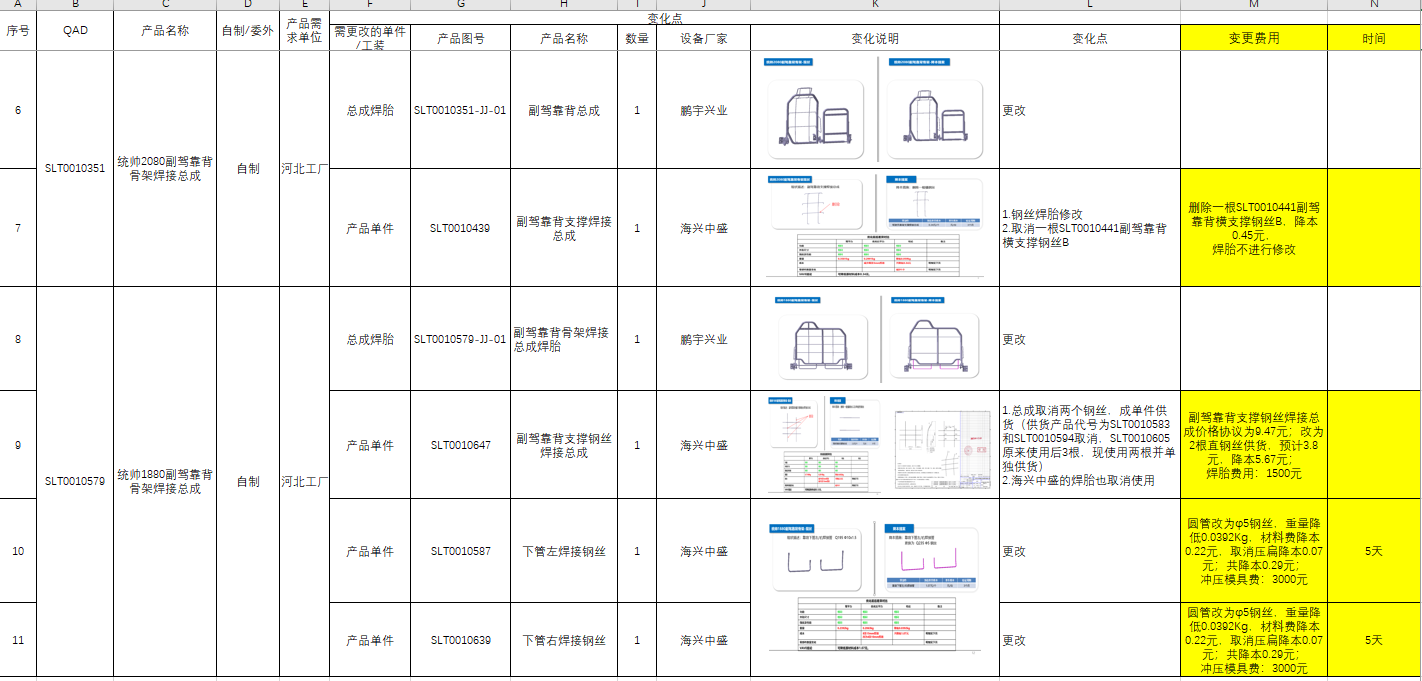 A B C D E F G H I J K L M N
变化点
序号 QAD 产品名称 自制/委外 产品需
求单位
需更改的单件
/工装
产品图号 产品名称 数量 设备厂家 变化说明 变化点 变更费用 时间
SLT0010351
统帅2080副驾靠背
骨架焊接总成
自制
河北工厂
6
总成焊胎
SLT0010351-JJ-01
副驾靠背总成
1
鹏宇兴业
更改
7
产品单件
SLT0010439
副驾靠背支撑焊接
总成
1
海兴中盛
1.钢丝焊胎修改
2.取消一根SLT0010441副驾靠背
横支撑钢丝B
删除一根SLT0010441副驾
靠背横支撑钢丝B，降本
0.45元，
焊胎不进行修改
SLT0010579
统帅1880副驾靠背
骨架焊接总成
自制
河北工厂
8
总成焊胎
SLT0010579-JJ-01
副驾靠背骨架焊接
总成焊胎
1
鹏宇兴业
更改
9
产品单件
SLT0010647
副驾靠背支撑钢丝
焊接总成
1
海兴中盛
1.总成取消两个钢丝，成单件供
货（供货产品代号为SLT0010583
和SLT0010594取消，SLT0010605
原来使用后3根，现使用两根并单
独供货）
2.海兴中盛的焊胎也取消使用
副驾靠背支撑钢丝焊接总
成价格协议为9.47元；改为
2根直钢丝供货，预计3.8
元，降本5.67元；
焊胎费用：1500元
10
产品单件
SLT0010587
下管左焊接钢丝
1
海兴中盛
更改
圆管改为φ5钢丝，重量降
低0.0392Kg，材料费降本
0.22元，取消压扁降本0.07
元；共降本0.29元；
冲压模具费：3000元
5天
11
产品单件
SLT0010639
下管右焊接钢丝
1
海兴中盛
更改
圆管改为φ5钢丝，重量降
低0.0392Kg，材料费降本
0.22元，取消压扁降本0.07
元；共降本0.29元；
冲压模具费：3000元
5天